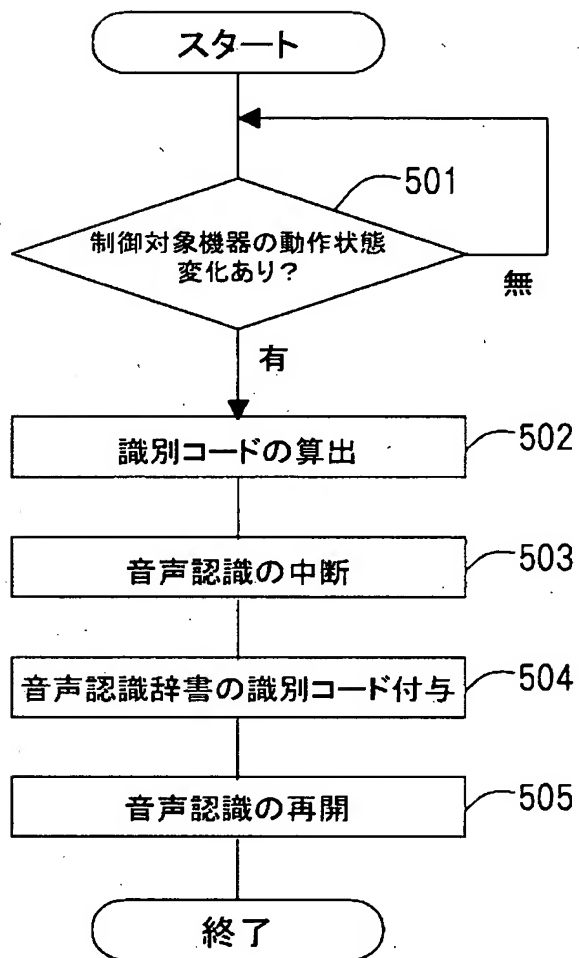 スタート
501
制御対象機器の動作状態
変化あり?
無
有
識別コードの算出
502
音声認識の中断
503
音声認識辞書の識別コード付与
504
音声認識の再開
505
終了